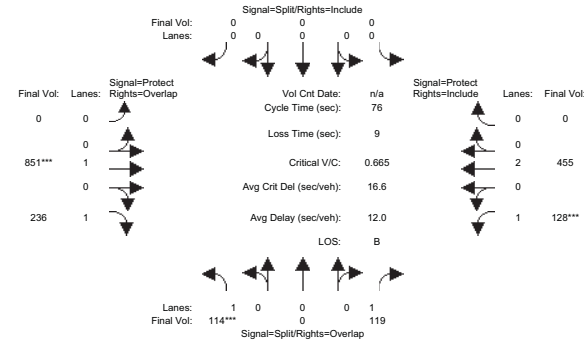 Signal=Split/Rights=Include
Final Vol: 0 0 0
Lanes: 0 0 0 0 0
Signal=Protect
Final Vol: Lanes: Rights=Overlap
Vol Cnt Date: n/a
Signal=Protect
Rights=Include Lanes: Final Vol:
Cycle Time (sec): 76
0 0
0 0
Loss Time (sec): 9
0
0
851*** 1
Critical V/C: 0.665
2 455
0
Avg Crit Del (sec/veh): 16.6
0
236 1
Avg Delay (sec/veh): 12.0
1 128***
LOS: B
Lanes: 1 0 0 0 1
Final Vol: 114*** 0 119
Signal=Split/Rights=Overlap